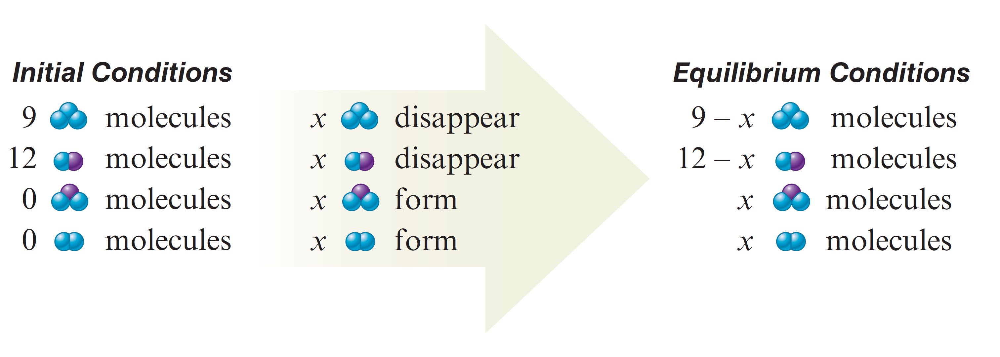 Initial Conditions
9 molecules
12 molecules
0 molecules
0 molecules
x disappear
x disappear
x form
x form
Equilibrium Conditions
9 − x molecules
12 − x molecules
x molecules
x molecules